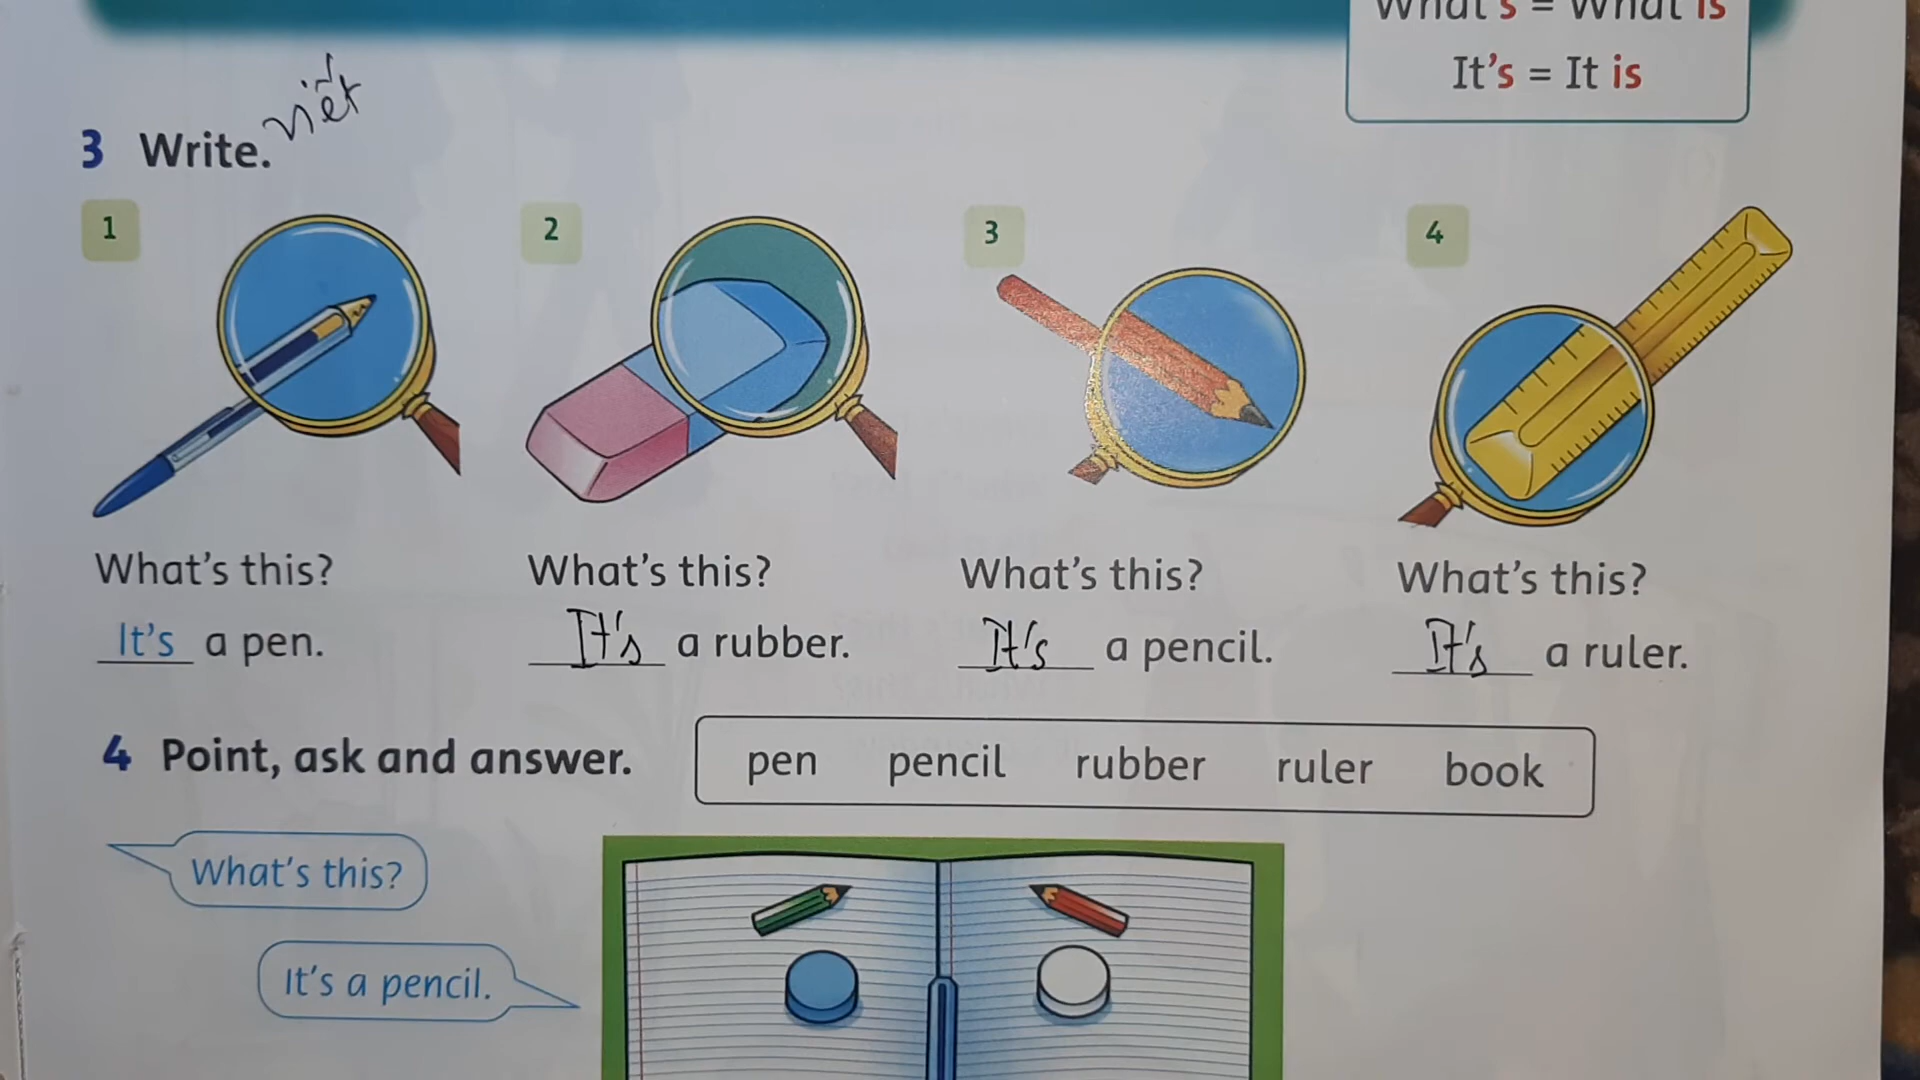 What's = What is
It's = It is
3 Write. viết
1
2
3
4
What's this?
It's a pen.
What's this?
It's a rubber.
What's this?
It's a pencil.
What's this?
It's a ruler.
4 Point, ask and answer.
pen pencil rubber ruler book
What's this?
It's a pencil.